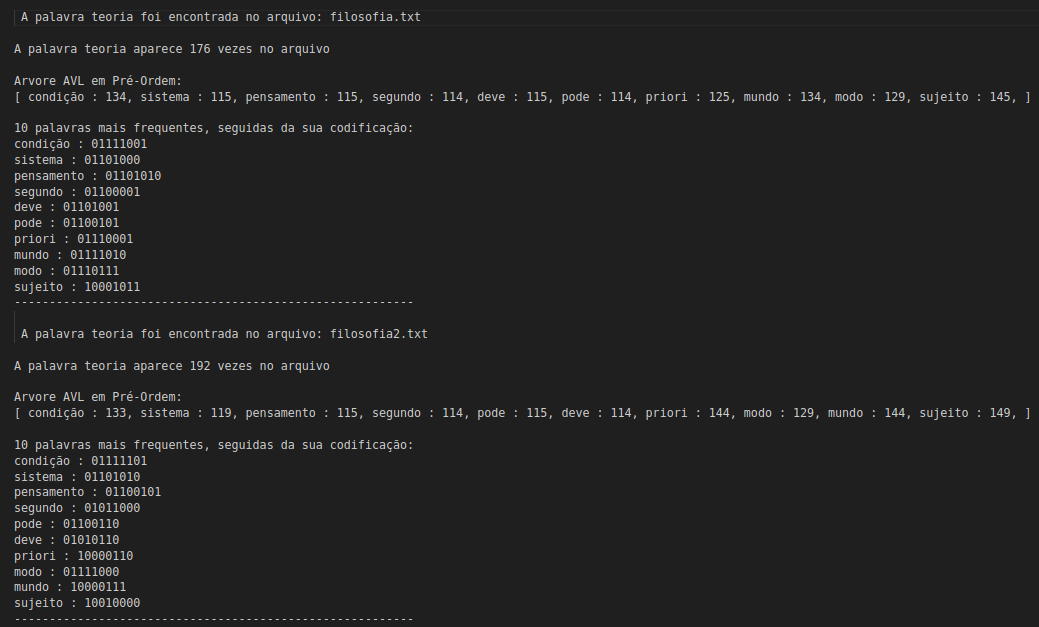 A palavra teoria foi encontrada no arquivo: filosofia.txt
A palavra teoria aparece 176 vezes no arquivo
Arvore AVL em Pré-Ordem:
[ condição : 134, sistema : 115, pensamento : 115, segundo : 114, deve : 115, pode : 114, priori : 125, mundo : 134, modo : 129, sujeito : 145, ]
10 palavras mais frequentes, seguidas da sua codificação:
condição : 01111001
sistema : 01101000
pensamento : 01101010
segundo : 01100001
deve : 01101001
pode : 01100101
priori : 01110001
mundo : 01111010
modo : 01110111
sujeito : 10001011
---------------------------------------------------------
A palavra teoria foi encontrada no arquivo: filosofia2.txt
A palavra teoria aparece 192 vezes no arquivo
Arvore AVL em Pré-Ordem:
[ condição : 133, sistema : 119, pensamento : 115, segundo : 114, pode : 115, deve : 114, priori : 144, modo : 129, mundo : 144, sujeito : 149, ]
10 palavras mais frequentes, seguidas da sua codificação:
condição : 01111101
sistema : 01101010
pensamento : 01100101
segundo : 01011000
pode : 01100110
deve : 01010110
priori : 10000110
modo : 01111000
mundo : 10000111
sujeito : 10010000
---------------------------------------------------------